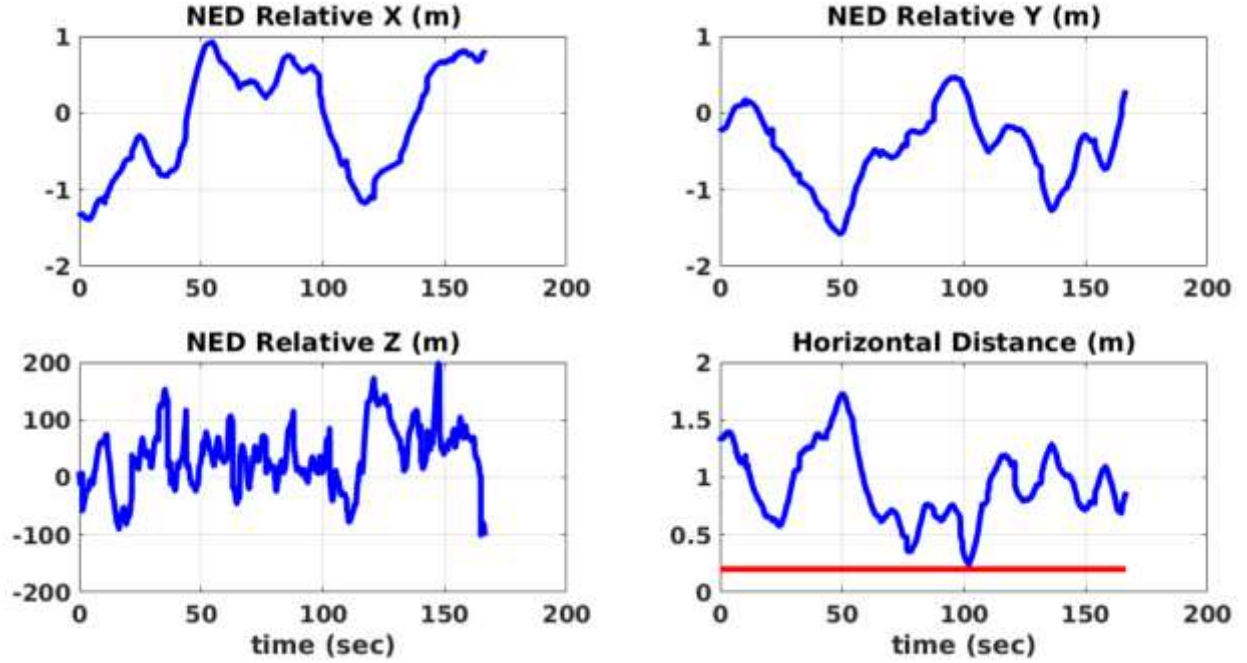 NED Relative X (m)
1
0
-1
-2
0 50 100 150 200
NED Relative Y (m)
1
0
-1
-2
0 50 100 150 200
NED Relative Z (m)
200
100
0
-100
-200
0 50 100 150 200
time (sec)
Horizontal Distance (m)
2
1.5
1
0.5
0
0 50 100 150 200
time (sec)